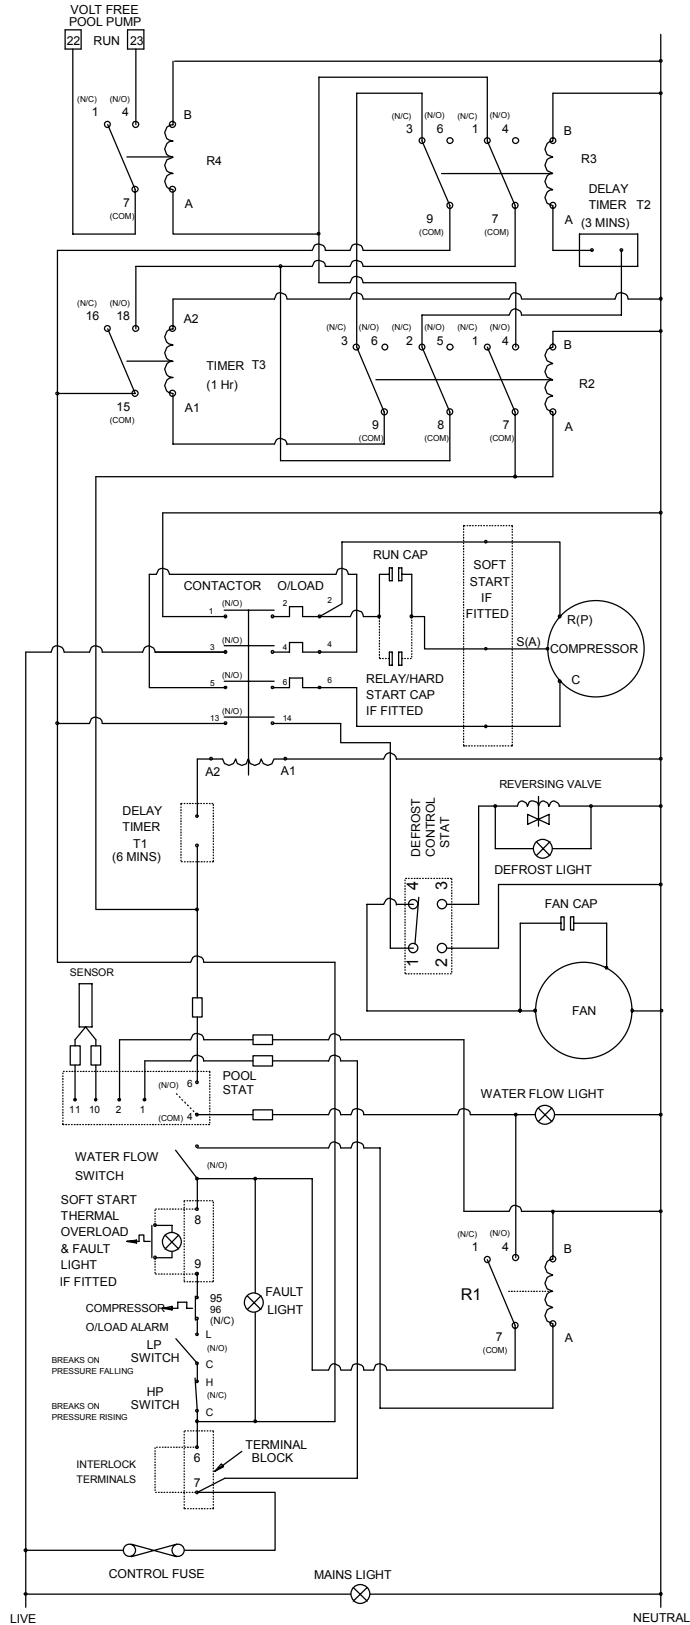 VOLT FREE
POOL PUMP
22 RUN 23
(N/C) (N/O)
1 4
B
R4
7
(COM)
A
(N/C) (N/O) (N/C) (N/O)
3 6 1 4
B
R3
DELAY
TIMER T2
(3 MINS)
9 7
(COM) (COM)
A
(N/C) (N/O)
16 18
A2
TIMER T3
(1 Hr)
15
(COM)
A1
(N/C) (N/O) (N/C) (N/O) (N/C) (N/O)
3 6 2 5 1 4
B
R2
9 8 7
(COM) (COM) (COM)
A
CONTACTOR O/LOAD
RUN CAP
SOFT
START
IF
FITTED
(N/O)
1 2 2
R(P)
(N/O)
3 4 4
S(A) COMPRESSOR
RELAY/HARD
START CAP
IF FITTED
(N/O)
5 6 6
C
(N/O)
13 14
A2 A1
DELAY
TIMER
T1
(6 MINS)
DEFROST
CONTROL
STAT
REVERSING VALVE
DEFROST LIGHT
4 3
1 2
FAN CAP
FAN
SENSOR
POOL
STAT
(N/O) 6
11 10 2 1 (COM) 4
WATER FLOW LIGHT
WATER FLOW
SWITCH
(N/O)
SOFT START
THERMAL
OVERLOAD
& FAULT
LIGHT
IF FITTED
8
9
COMPRESSOR
O/LOAD ALARM
95
96
(N/C)
FAULT
LIGHT
L
LP
SWITCH
(N/O)
C
BREAKS ON
PRESSURE FALLING
H
HP
SWITCH
(N/C)
C
BREAKS ON
PRESSURE RISING
(N/C) (N/O)
1 4
B
R1
7
(COM)
A
INTERLOCK
TERMINALS
6
7
TERMINAL
BLOCK
CONTROL FUSE
MAINS LIGHT
LIVE
NEUTRAL